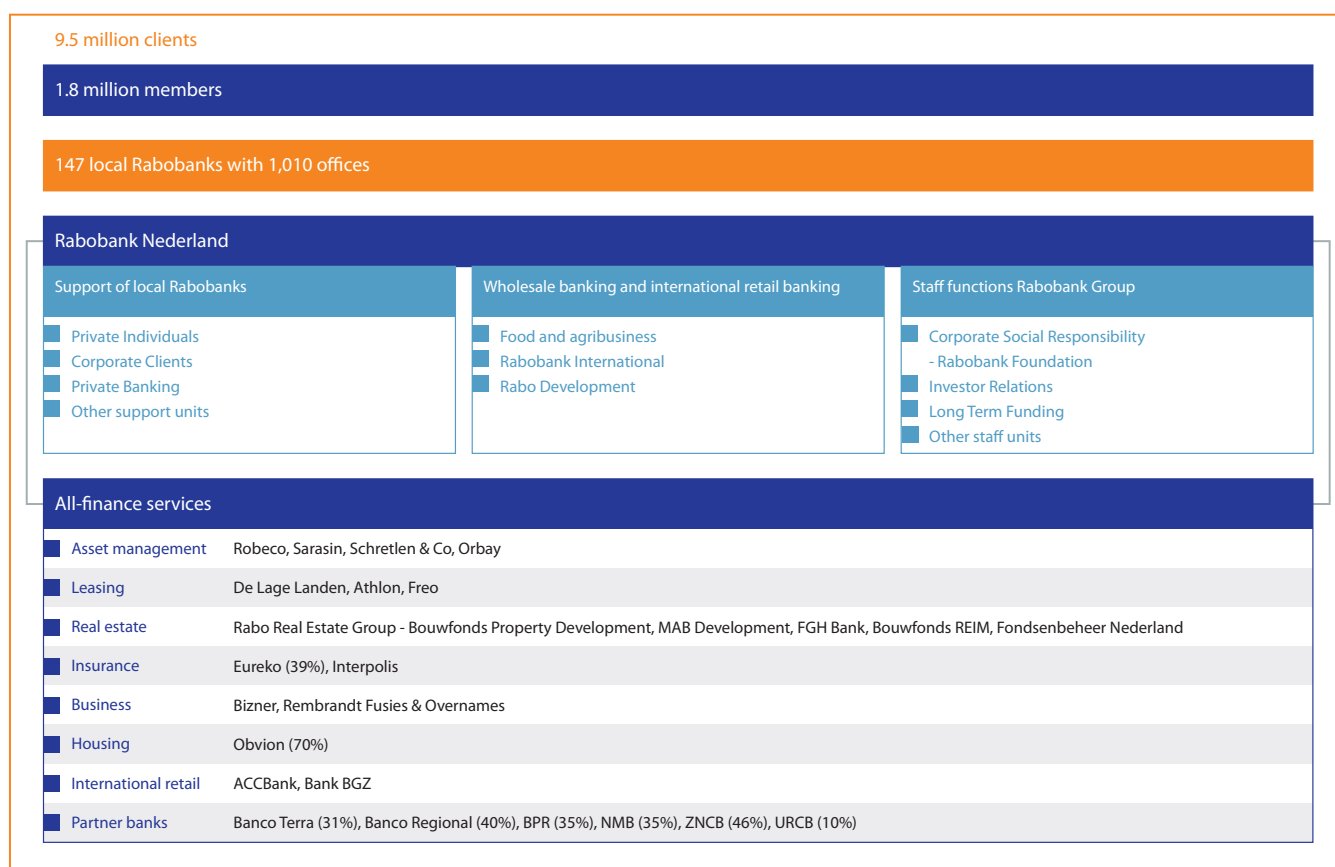 9.5 million clients
1.8 million members
147 local Rabobanks with 1,010 offices
Rabobank Nederland
Support of local Rabobanks
Private Individuals
Corporate Clients
Private Banking
Other support units
Wholesale banking and international retail banking
Food and agribusiness
Rabobank International
Rabo Development
Staff functions Rabobank Group
Corporate Social Responsibility
- Rabobank Foundation
Investor Relations
Long Term Funding
Other staff units
All-finance services
Asset management Robeco, Sarasin, Schretlen & Co, Orbay
Leasing De Lage Landen, Athlon, Freo
Real estate Rabo Real Estate Group - Bouwfonds Property Development, MAB Development, FGH Bank, Bouwfonds REIM, Fondsenbeheer Nederland
Insurance Eureko (39%), Interpolis
Business Bizner, Rembrandt Fusies & Overnames
Housing Obvion (70%)
International retail ACCBank, Bank BGZ
Partner banks Banco Terra (31%), Banco Regional (40%), BPR (35%), NMB (35%), ZNCB (46%), URCB (10%)